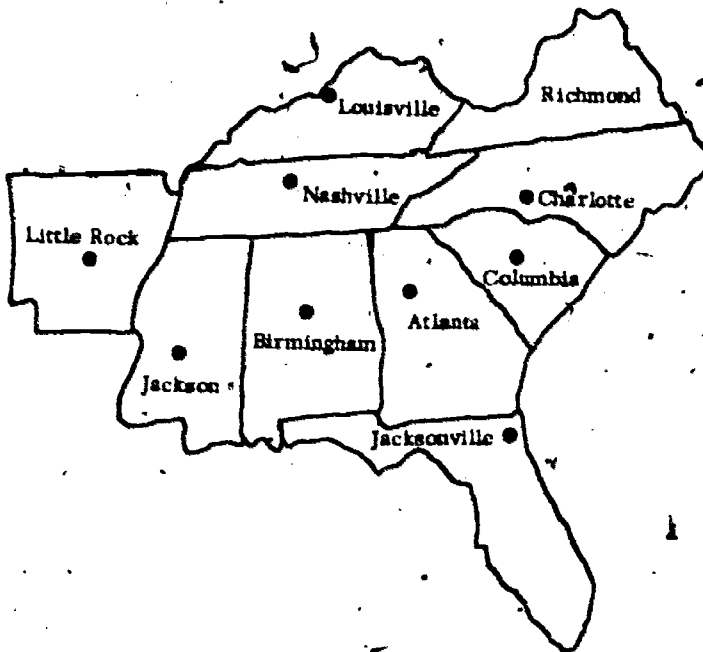 Louisville
Richmond
Nashville
Charlotte
Little Rock
Columbia
Atlanta
Birmingham
Jackson
Jacksonville